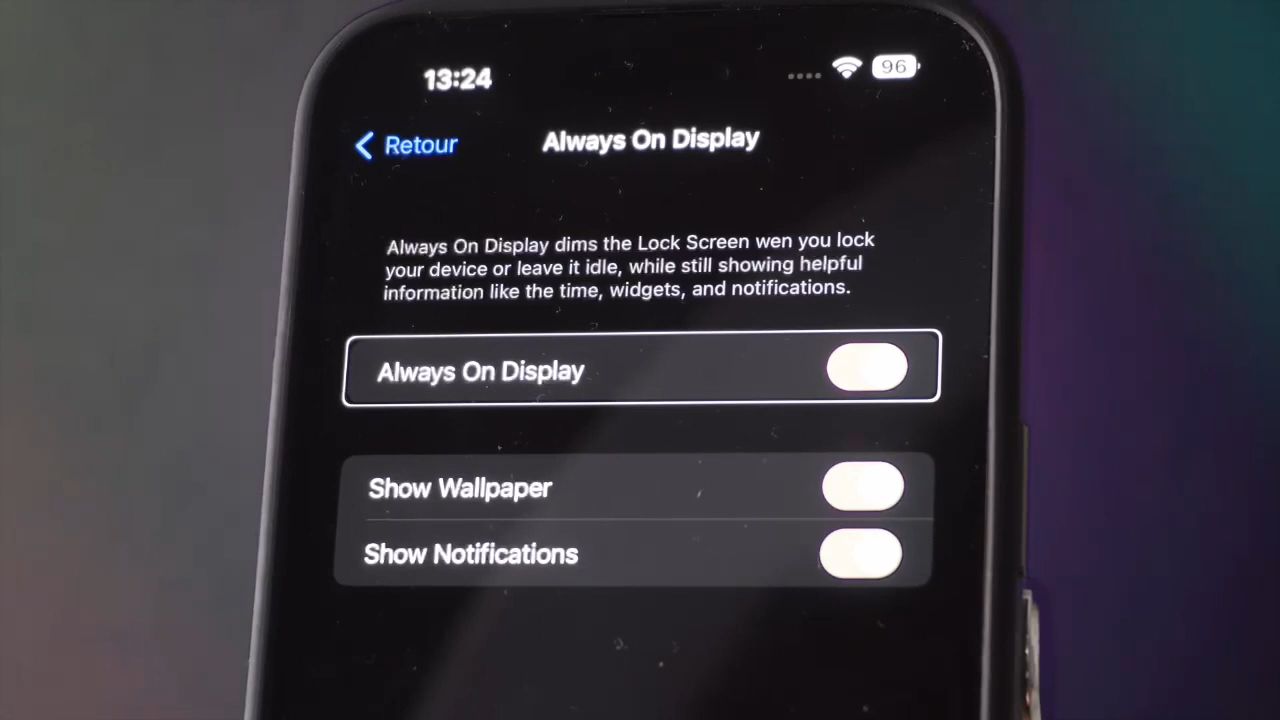 13:24
96
Retour
Always On Display
Always On Display dims the Lock Screen wen you lock
your device or leave it idle, while still showing helpful
information like the time, widgets, and notifications.
Always On Display
Show Wallpaper
Show Notifications